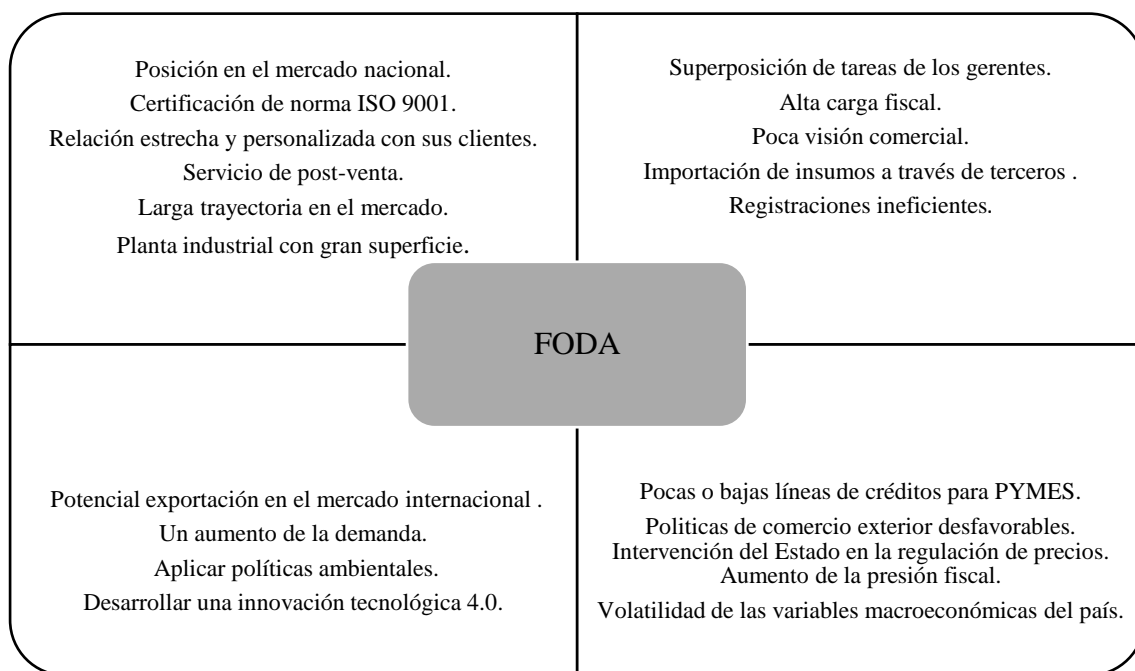 Posición en el mercado nacional.
Certificación de norma ISO 9001.
Relación estrecha y personalizada con sus clientes.
Servicio de post-venta.
Larga trayectoria en el mercado.
Planta industrial con gran superficie.
Superposición de tareas de los gerentes.
Alta carga fiscal.
Poca visión comercial.
Importación de insumos a través de terceros .
Registraciones ineficientes.
FODA
Potencial exportación en el mercado internacional .
Un aumento de la demanda.
Aplicar políticas ambientales.
Desarrollar una innovación tecnológica 4.0.
Pocas o bajas líneas de créditos para PYMES.
Politicas de comercio exterior desfavorables.
Intervención del Estado en la regulación de precios.
Aumento de la presión fiscal.
Volatilidad de las variables macroeconómicas del país.